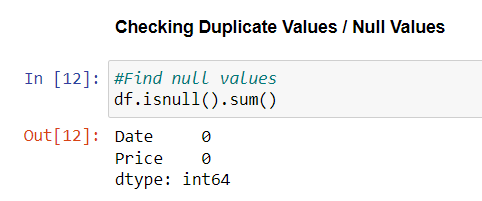 Checking Duplicate Values / Null Values
In [12]: #Find null values
df.isnull().sum()
Out[12]: Date     0
Price    0
dtype: int64